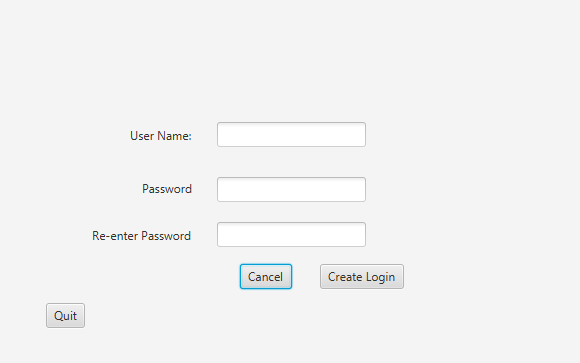 User Name:
Password
Re-enter Password
Cancel Create Login
Quit